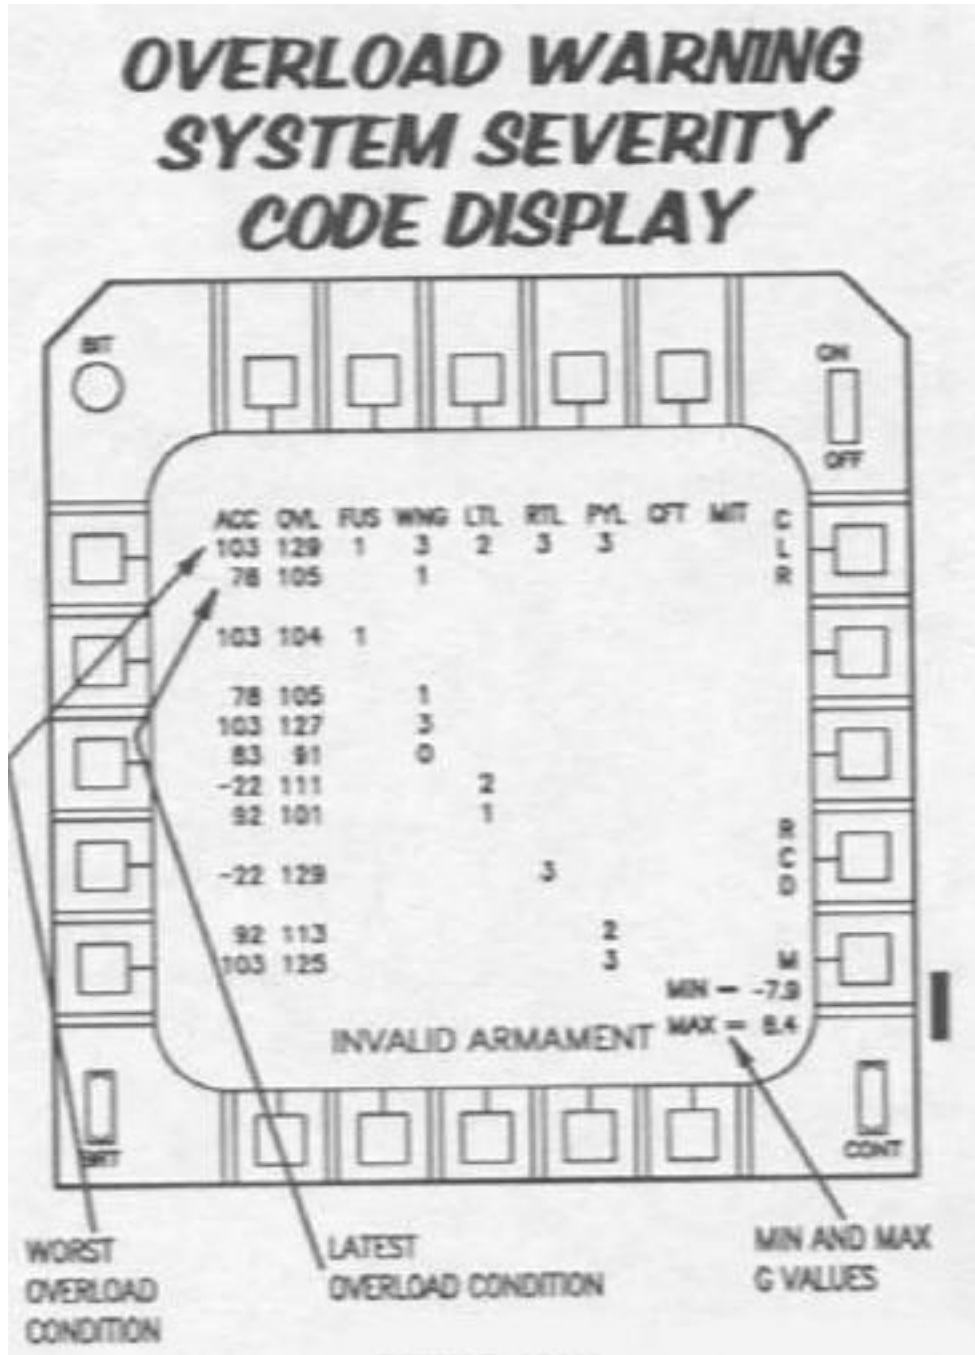 OVERLOAD WARNING
SYSTEM SEVERITY
CODE DISPLAY
BIT
ON
OFF
ACC OVL FUS WNG LTL RTL PYL CFT MIT
103 129 1 3 2 3 3
78 105 1
CLR
103 104 1
78 105 1
103 127 3
83 91 0
-22 111 2
92 101 1
RCD
-22 129 3
92 113 2
103 125 3
M
MIN - -7.9
INVALID ARMAMENT MAX =
BRT
CONT
WORST
OVERLOAD
CONDITION
LATEST
OVERLOAD CONDITION
MIN AND MAX
G VALUES